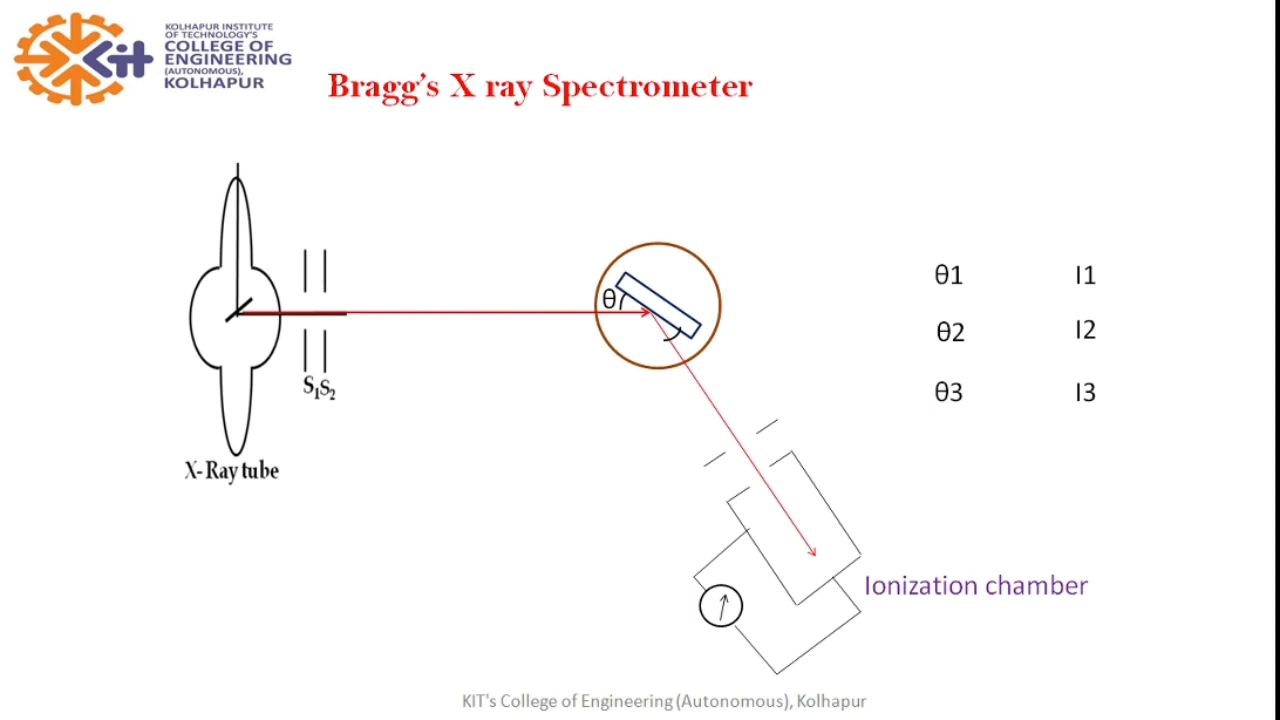 KOLHAPUR INSTITUTE
OF TECHNOLOGY'S
COLLEGE OF
ENGINEERING
(AUTONOMOUS),
KOLHAPUR
Kit
Bragg's X ray Spectrometer
θ
S₁S₂
X-Ray tube
θ1 I1
θ2 I2
θ3 I3
Ionization chamber
KIT's College of Engineering (Autonomous), Kolhapur